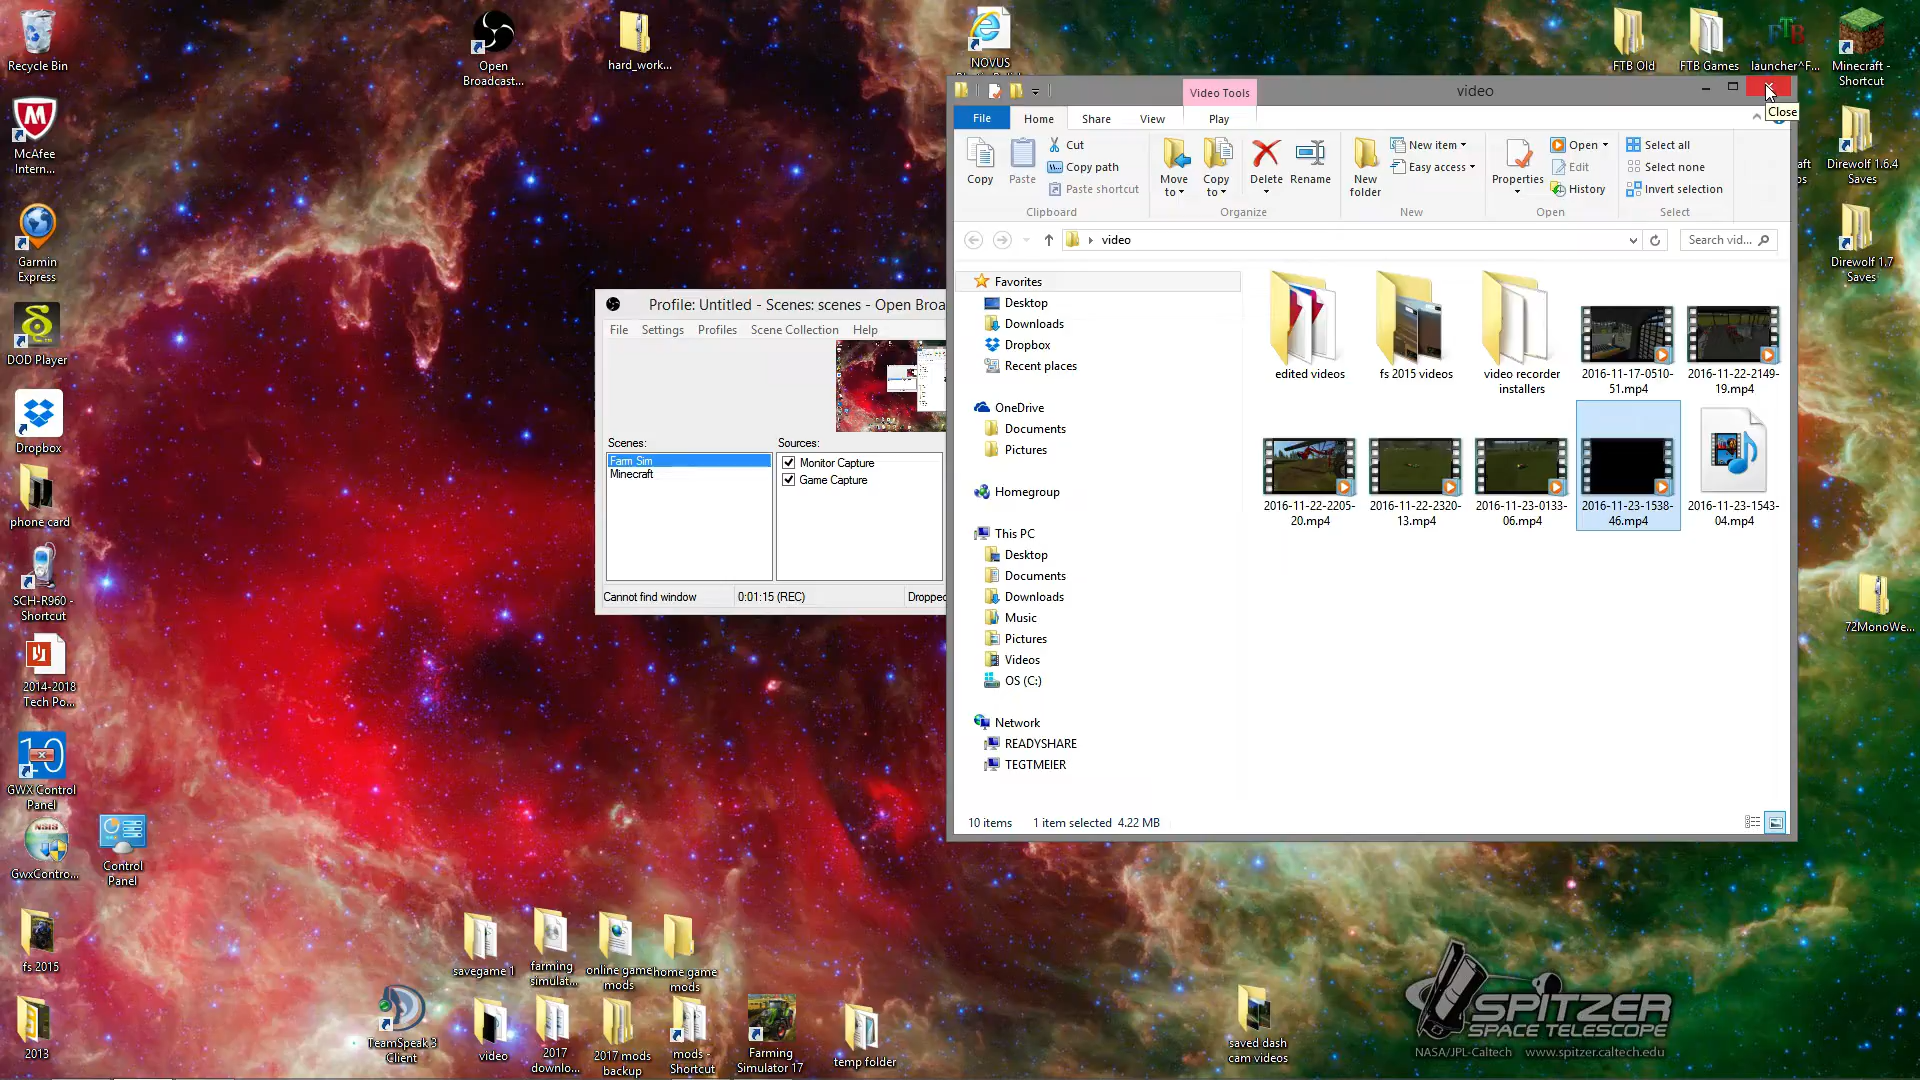 Recycle Bin
Open
Broadcast...
hard_work...
NOVUS
FTB Old
FTB Games
launcher^F...
Minecraft -
Shortcut
McAfee
Intern...
Garmin
Express
DOD Player
Dropbox
phone card
SCH-R960 -
Shortcut
2014-2018
Tech Po...
GWX Control
Panel
GwxContro...
Control
Panel
fs 2015
2013
Profile: Untitled - Scenes: scenes - Open Broa
File
Settings
Profiles
Scene Collection
Help
Scenes:
Sources:
Farm Sim
Minecraft
Monitor Capture
Game Capture
Cannot find window
0:01:15 (REC)
Dropped
Video Tools
video
Close
File
Home
Share
View
Play
Copy
Paste
Cut
Copy path
Paste shortcut
Clipboard
Move
to
Copy
to
Delete
Rename
Organize
New
folder
New item
Easy access
New
Properties
Open
Edit
History
Open
Select all
Select none
Invert selection
Select
video
Search vid...
Favorites
Desktop
Downloads
Dropbox
Recent places
OneDrive
Documents
Pictures
Homegroup
This PC
Desktop
Documents
Downloads
Music
Pictures
Videos
OS (C:)
Network
READYSHARE
TEGTMEIER
edited videos
fs 2015 videos
video recorder
installers
2016-11-17-0510-
51.mp4
2016-11-22-2149-
19.mp4
2016-11-22-2205-
20.mp4
2016-11-22-2320-
13.mp4
2016-11-23-0133-
06.mp4
2016-11-23-1538-
46.mp4
2016-11-23-1543-
04.mp4
10 items
1 item selected 4.22 MB
Direwolf 1.6.4
Saves
Direwolf 1.7
Saves
72MonoWe...
savegame 1
farming
simulat...
online game
mods
home game
mods
TeamSpeak 3
Client
video
2017
downlo...
2017 mods
backup
mods -
Shortcut
Farming
Simulator 17
temp folder
saved dash
cam videos
SPITZER
SPACE TELESCOPE
NASA/JPL-Caltech www.spitzer.caltech.edu